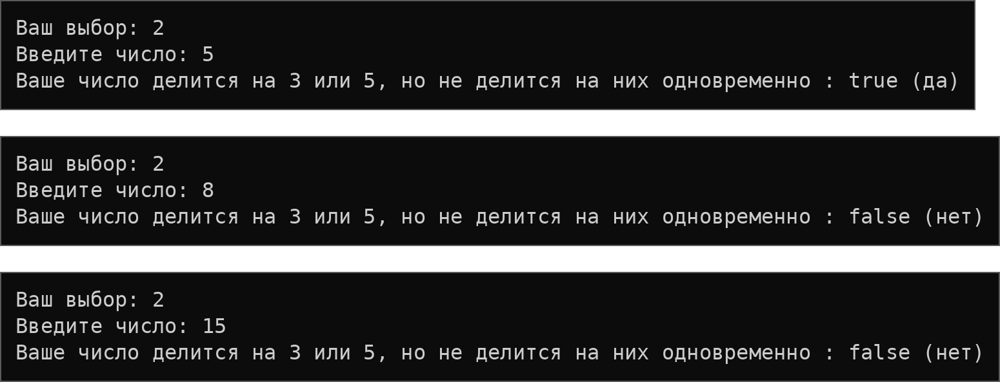 Ваш выбор: 2
Введите число: 5
Ваше число делится на 3 или 5, но не делится на них одновременно : true (да)
Ваш выбор: 2
Введите число: 8
Ваше число делится на 3 или 5, но не делится на них одновременно : false (нет)
Ваш выбор: 2
Введите число: 15
Ваше число делится на 3 или 5, но не делится на них одновременно : false (нет)